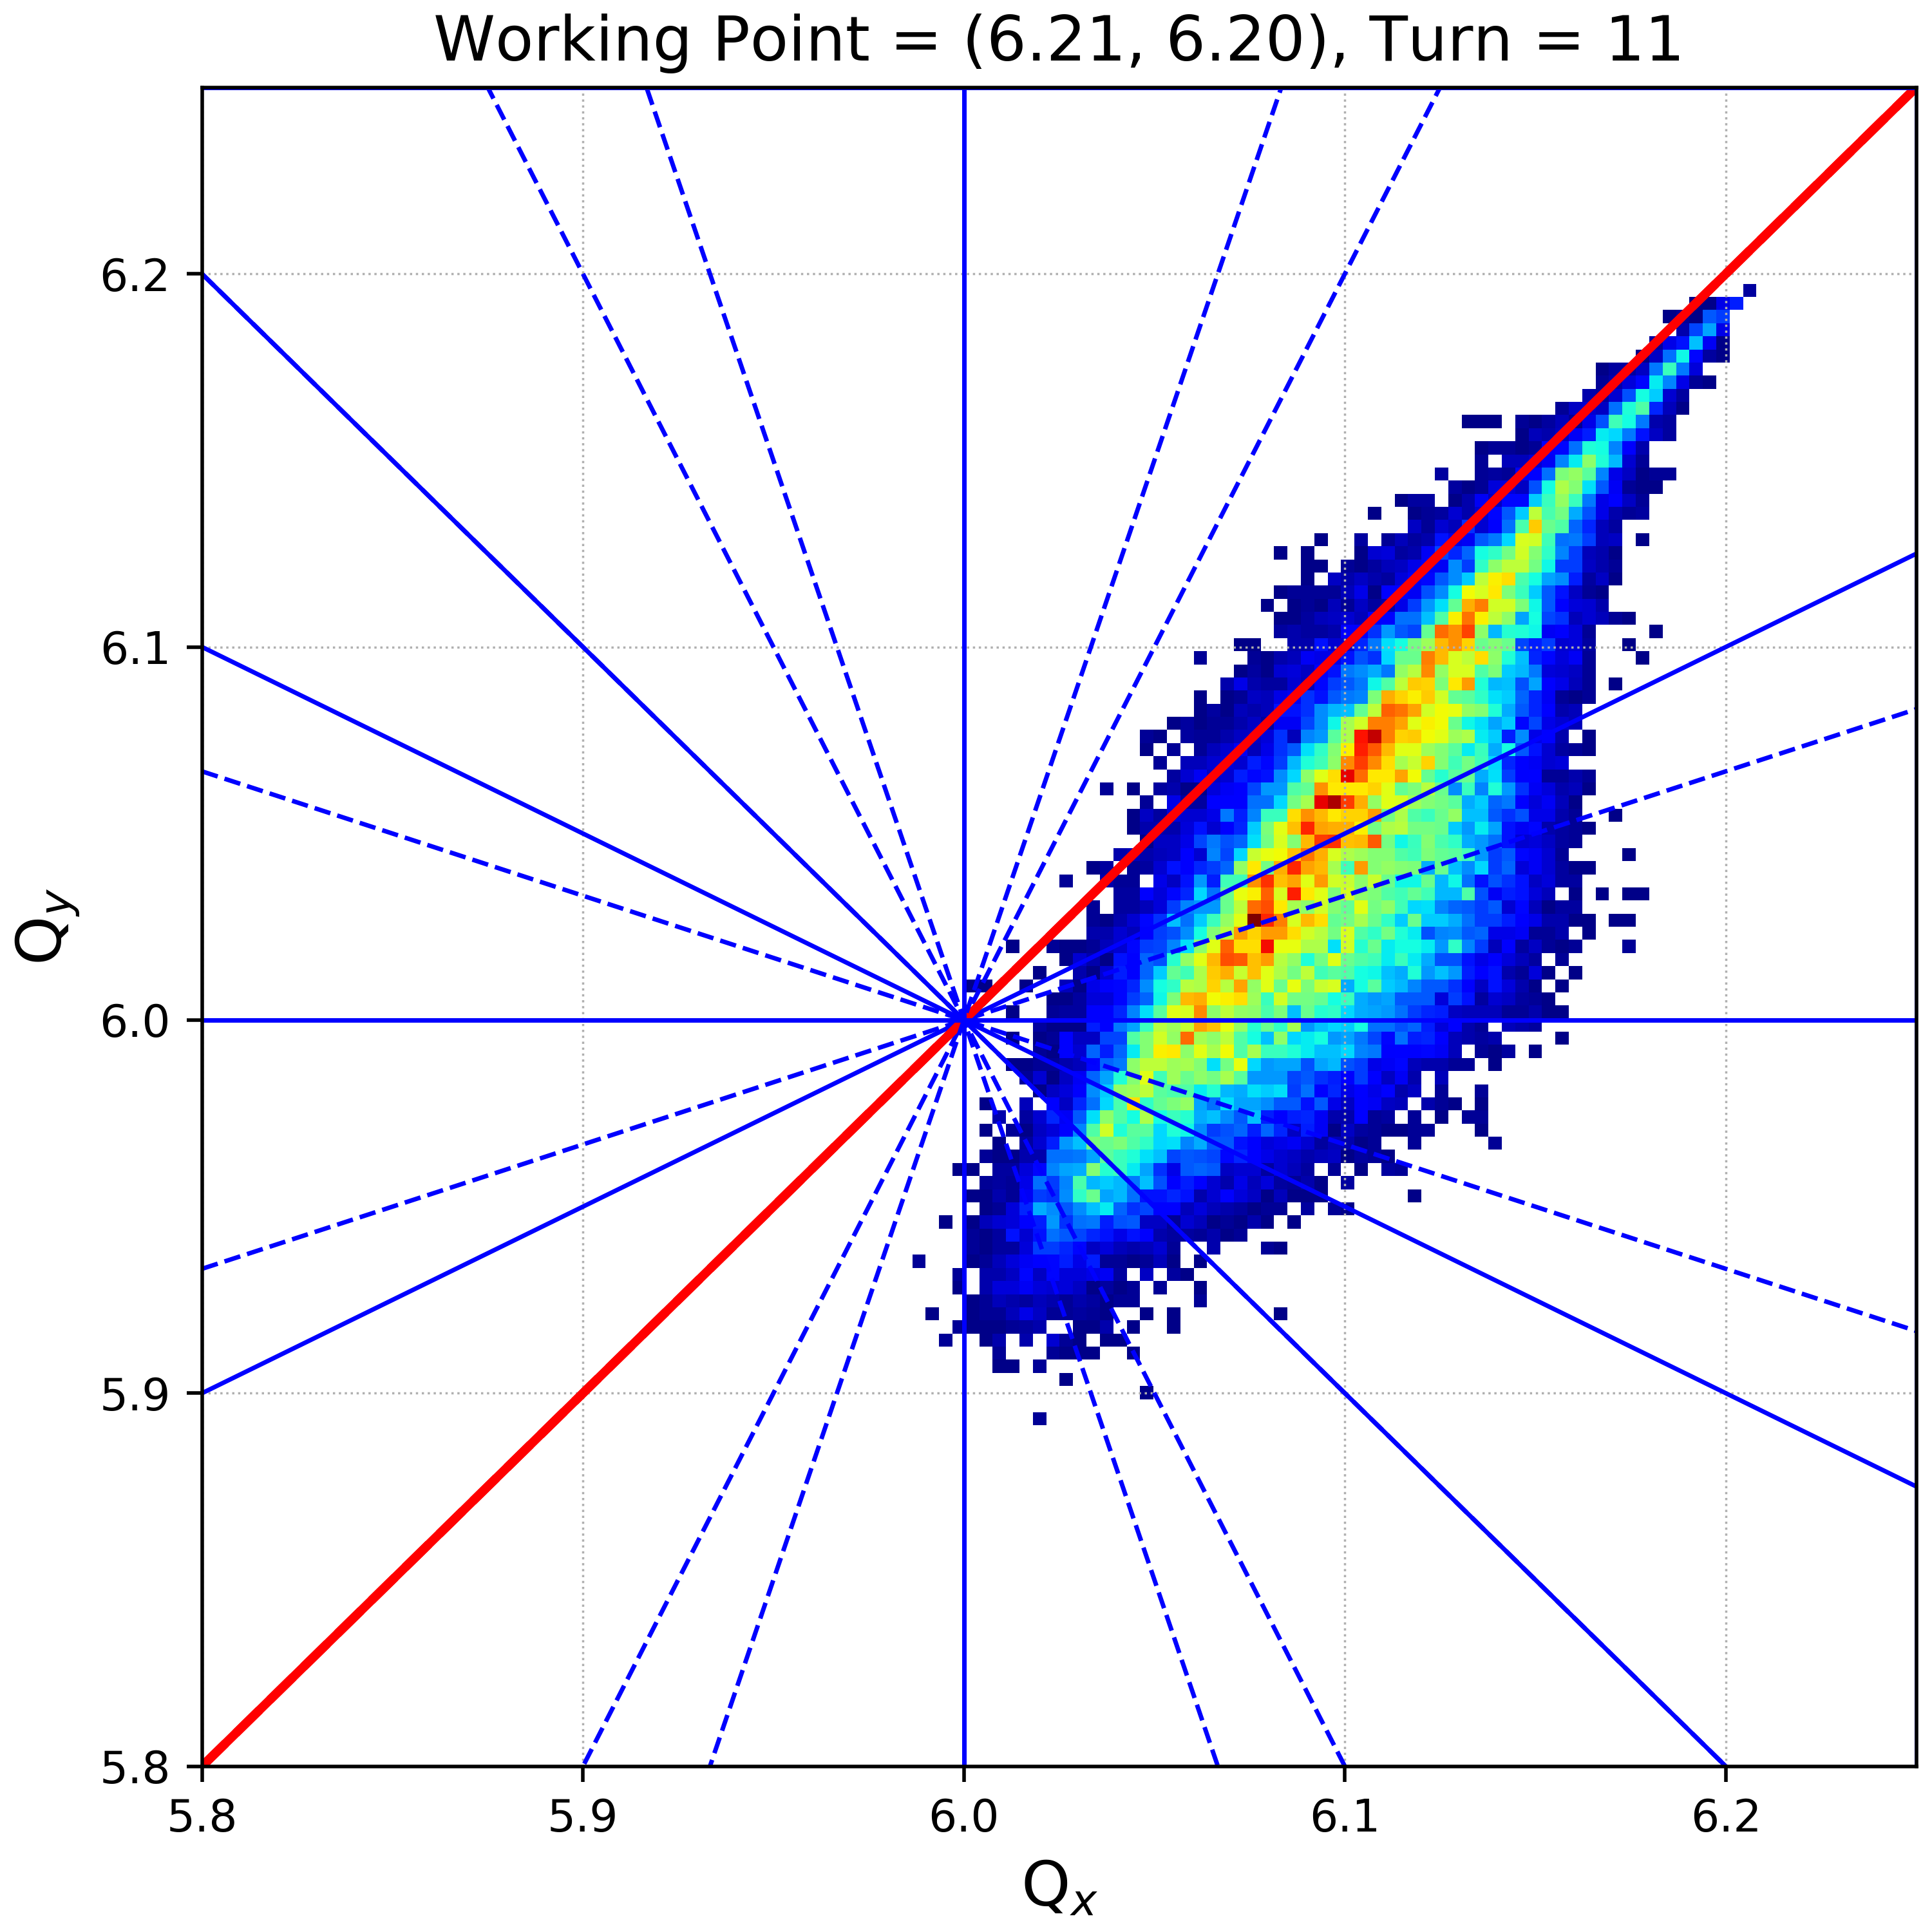 Working Point = (6.21, 6.20), Turn = 11
6.2
6.1
6.0
5.9
5.8
Qy
5.8 5.9 6.0 6.1 6.2
Qx